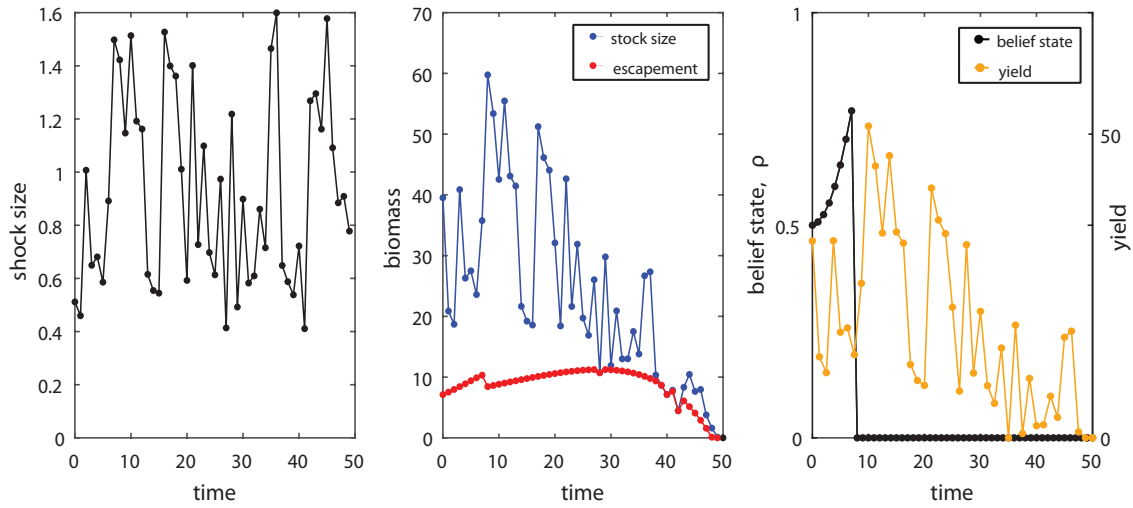 1.6
1.4
1.2
1
0.8
0.6
0.4
0.2
0
shock size
0 10 20 30 40 50
time
70
60
50
40
30
20
10
0
biomass
stock size
escapement
0 10 20 30 40 50
time
1
0.5
0
belief state, ρ
belief state
yield
50
0
yield
0 10 20 30 40 50
time